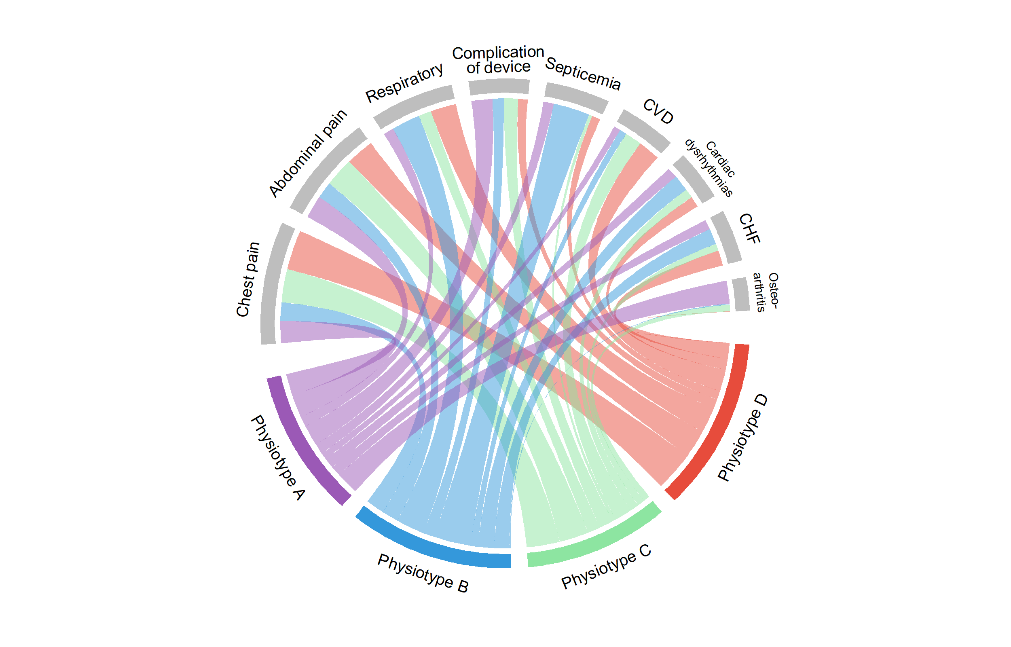 Complication
of device
Septicemia
CVD
Cardiac
dysrhythmias
CHF
Osteo-
arthritis
Physiotype D
Physiotype C
Physiotype B
Physiotype A
Chest pain
Abdominal pain
Respiratory